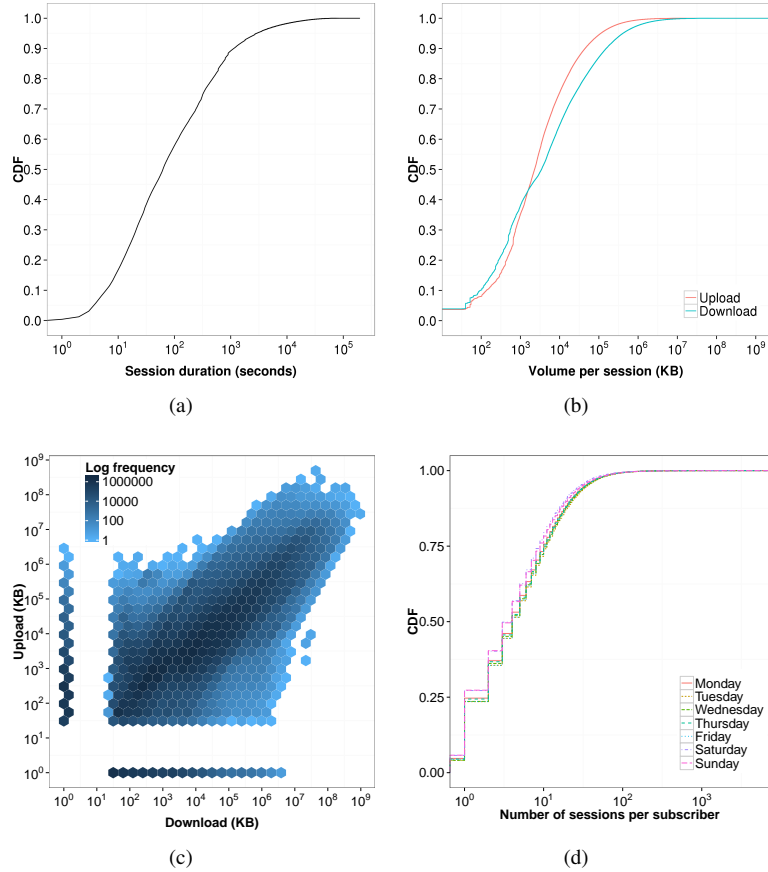 1.0
0.9
0.8
0.7
0.6
0.5
0.4
0.3
0.2
0.1
0.0
CDF
10^0 10^1 10^2 10^3 10^4 10^5
Session duration (seconds)
(a)
1.0
0.9
0.8
0.7
0.6
0.5
0.4
0.3
0.2
0.1
0.0
CDF
Upload
Download
10^2 10^3 10^4 10^5 10^6 10^7 10^8 10^9
Volume per session (KB)
(b)
10^9
10^8
10^7
10^6
10^5
10^4
10^3
10^2
10^1
10^0
Upload (KB)
Log frequency
1000000
10000
100
1
10^0 10^1 10^2 10^3 10^4 10^5 10^6 10^7 10^8 10^9
Download (KB)
(c)
1.00
0.75
0.50
0.25
0.00
CDF
Monday
Tuesday
Wednesday
Thursday
Friday
Saturday
Sunday
10^0 10^1 10^2 10^3
Number of sessions per subscriber
(d)